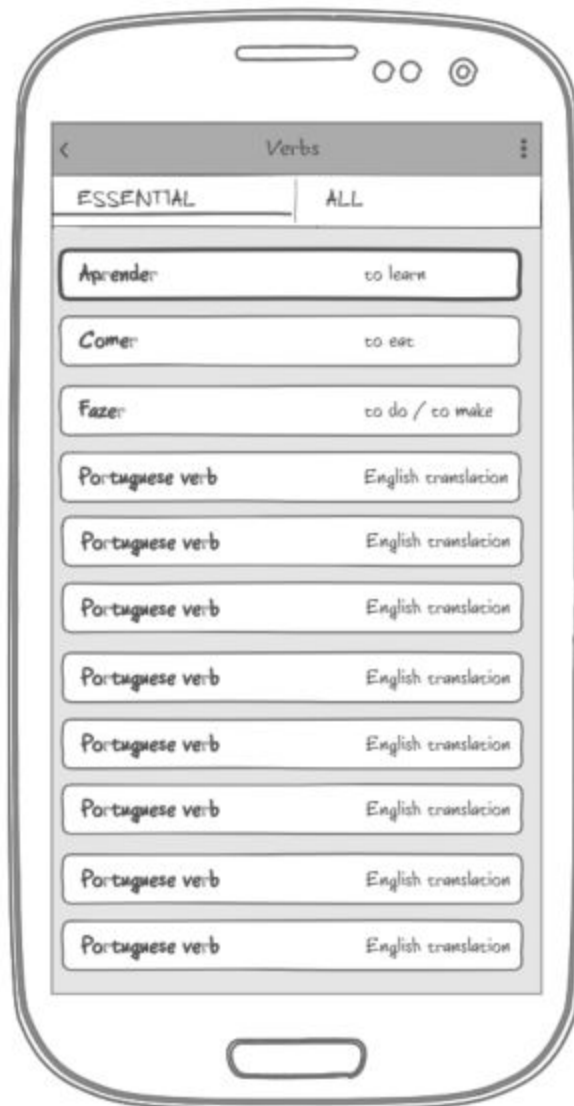 Verbs
ESSENTIAL ALL
Aprender to learn
Comer to eat
Fazer to do / to make
Portuguese verb English translation
Portuguese verb English translation
Portuguese verb English translation
Portuguese verb English translation
Portuguese verb English translation
Portuguese verb English translation
Portuguese verb English translation
Portuguese verb English translation